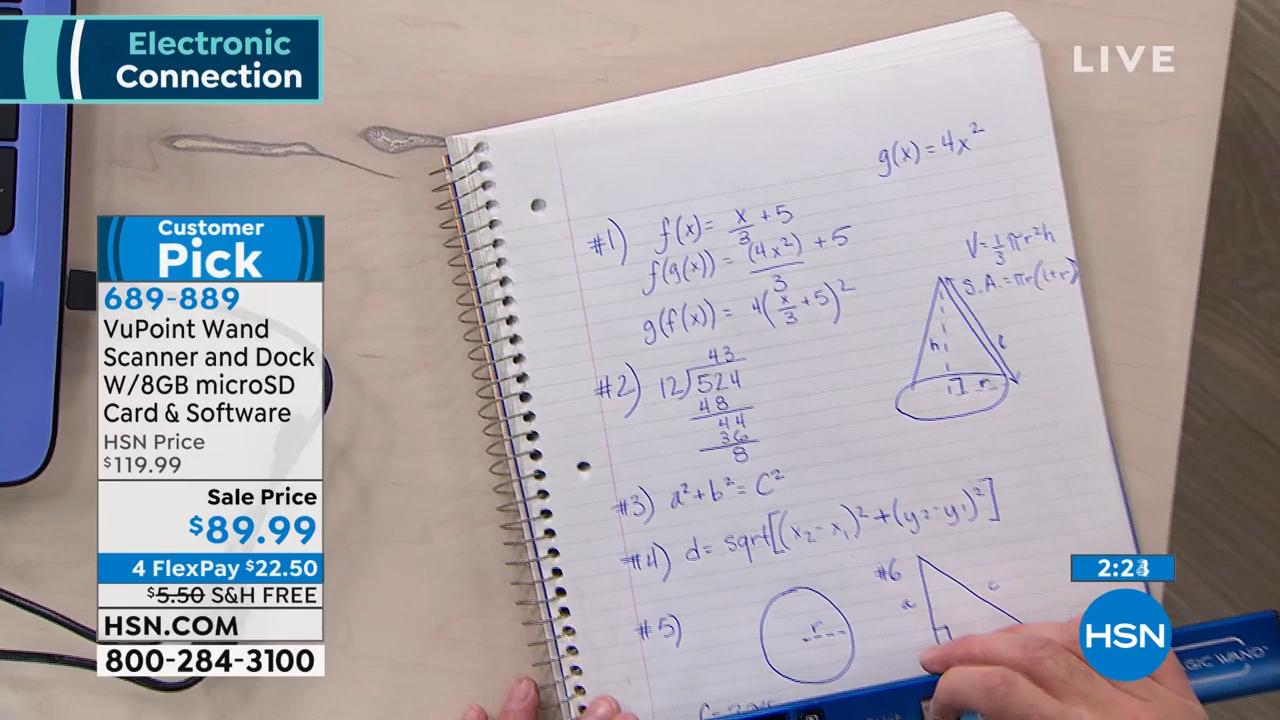 Electronic
Connection
LIVE
Customer
Pick
689-889
VuPoint Wand
Scanner and Dock
W/8GB microSD
Card & Software
HSN Price
$119.99
Sale Price
$89.99
4 FlexPay $22.50
$5.50 S&H FREE
HSN.COM
800-284-3100
g(x) = 4x²
#1) f(x) = x/3 + 5
f(g(x)) = (4x²)/3 + 5
g(f(x)) = 4(x/3 + 5)²
V = 1/3 πr²h
S.A. = πr(l+r)
h
l
r
#2) 12)524
43
48
44
36
8
#3) a² + b² = C²
#4) d = sqrt[(x₂-x₁)² + (y₂-y₁)²]
#5)
r
#6
a
c
2:23
HSN